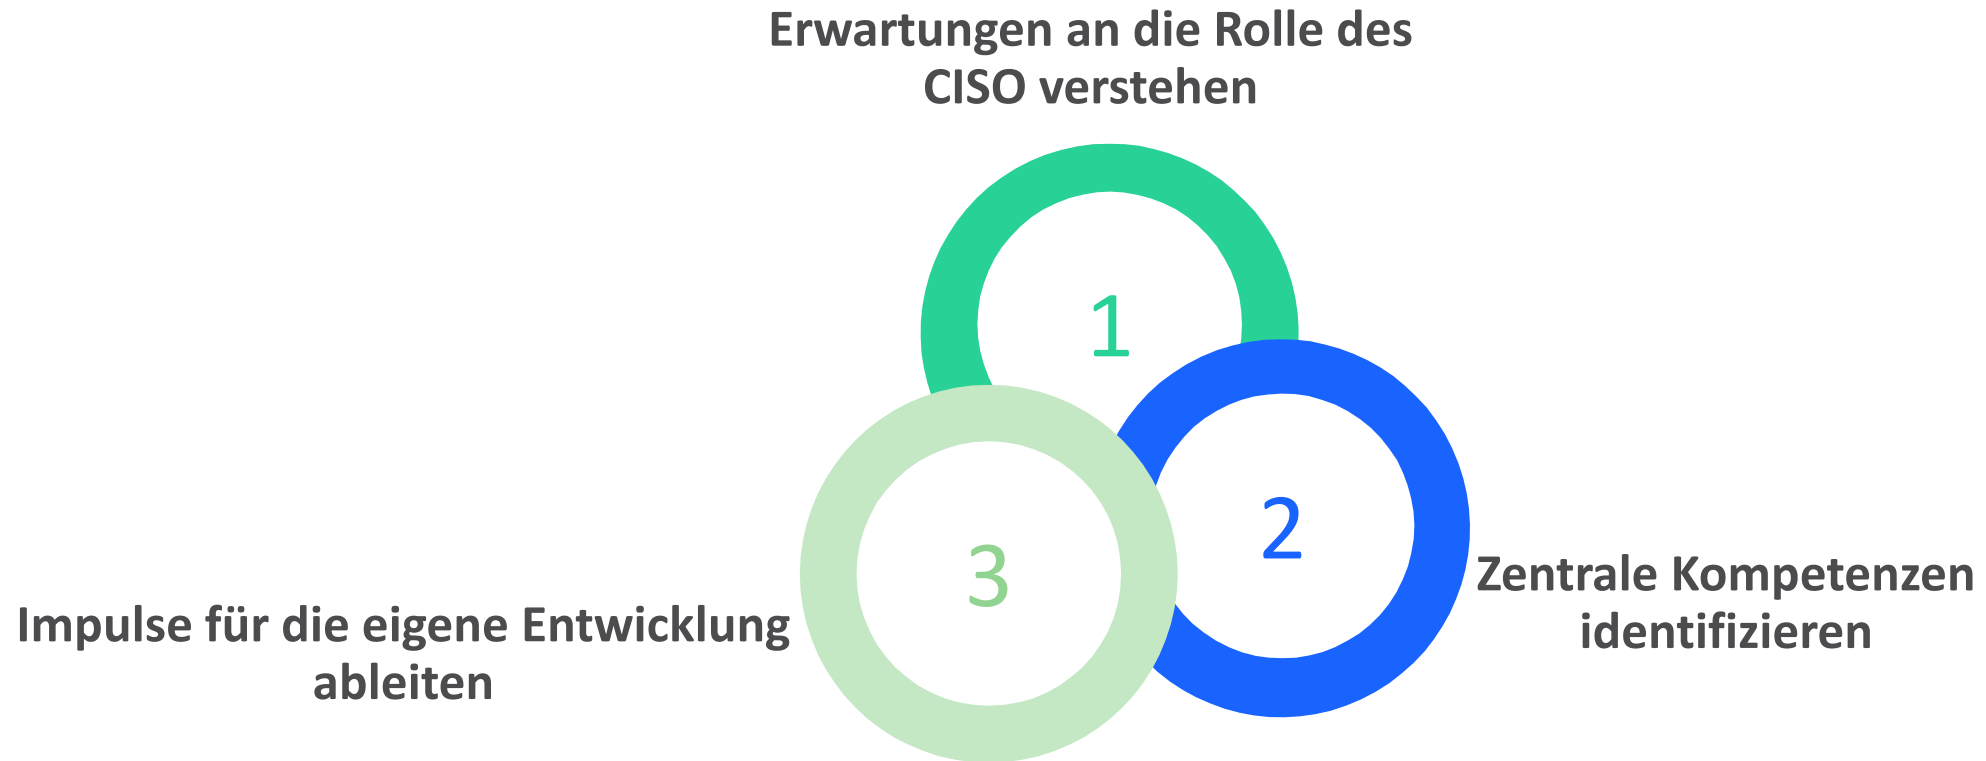 Erwartungen an die Rolle des
CISO verstehen
1
2
Zentrale Kompetenzen
identifizieren
3
Impulse für die eigene Entwicklung
ableiten